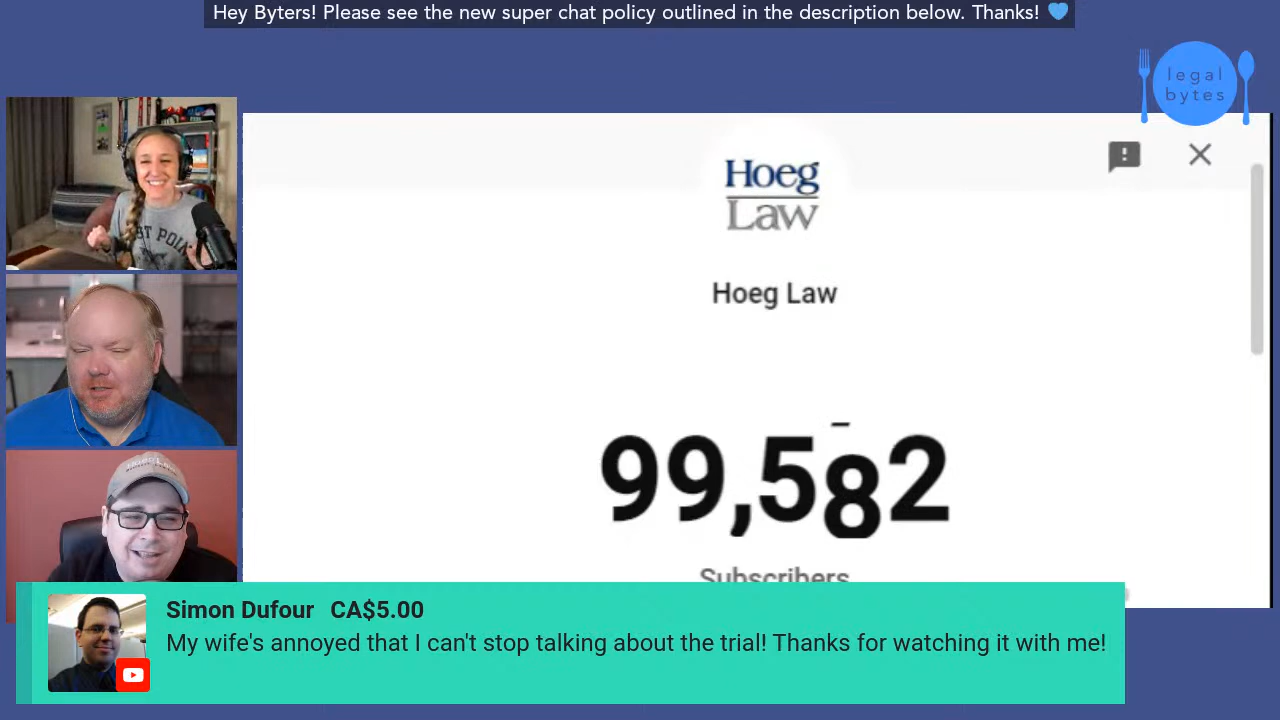 Hey Byters! Please see the new super chat policy outlined in the description below. Thanks! 💙
legal
bytes
Hoeg
Law
Hoeg Law
99,582
Subscribers
Simon Dufour CA$5.00
My wife's annoyed that I can't stop talking about the trial! Thanks for watching it with me!